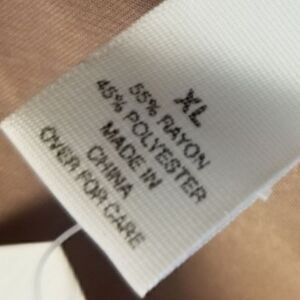 XL
55% RAYON
45% POLYESTER
MADE IN
CHINA
OVER FOR CARE